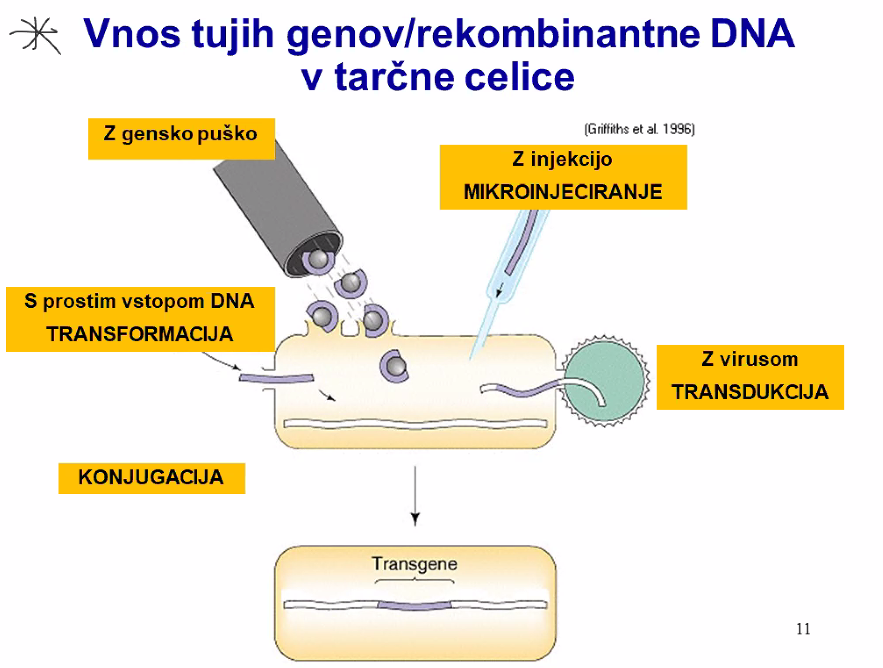 Vnos tujih genov/rekombinantne DNA
v tarčne celice
(Griffiths et al. 1996)
Z gensko puško
Z injekcijo
MIKROINJECIRANJE
S prostim vstopom DNA
TRANSFORMACIJA
Z virusom
TRANSDUKCIJA
KONJUGACIJA
Transgene
11